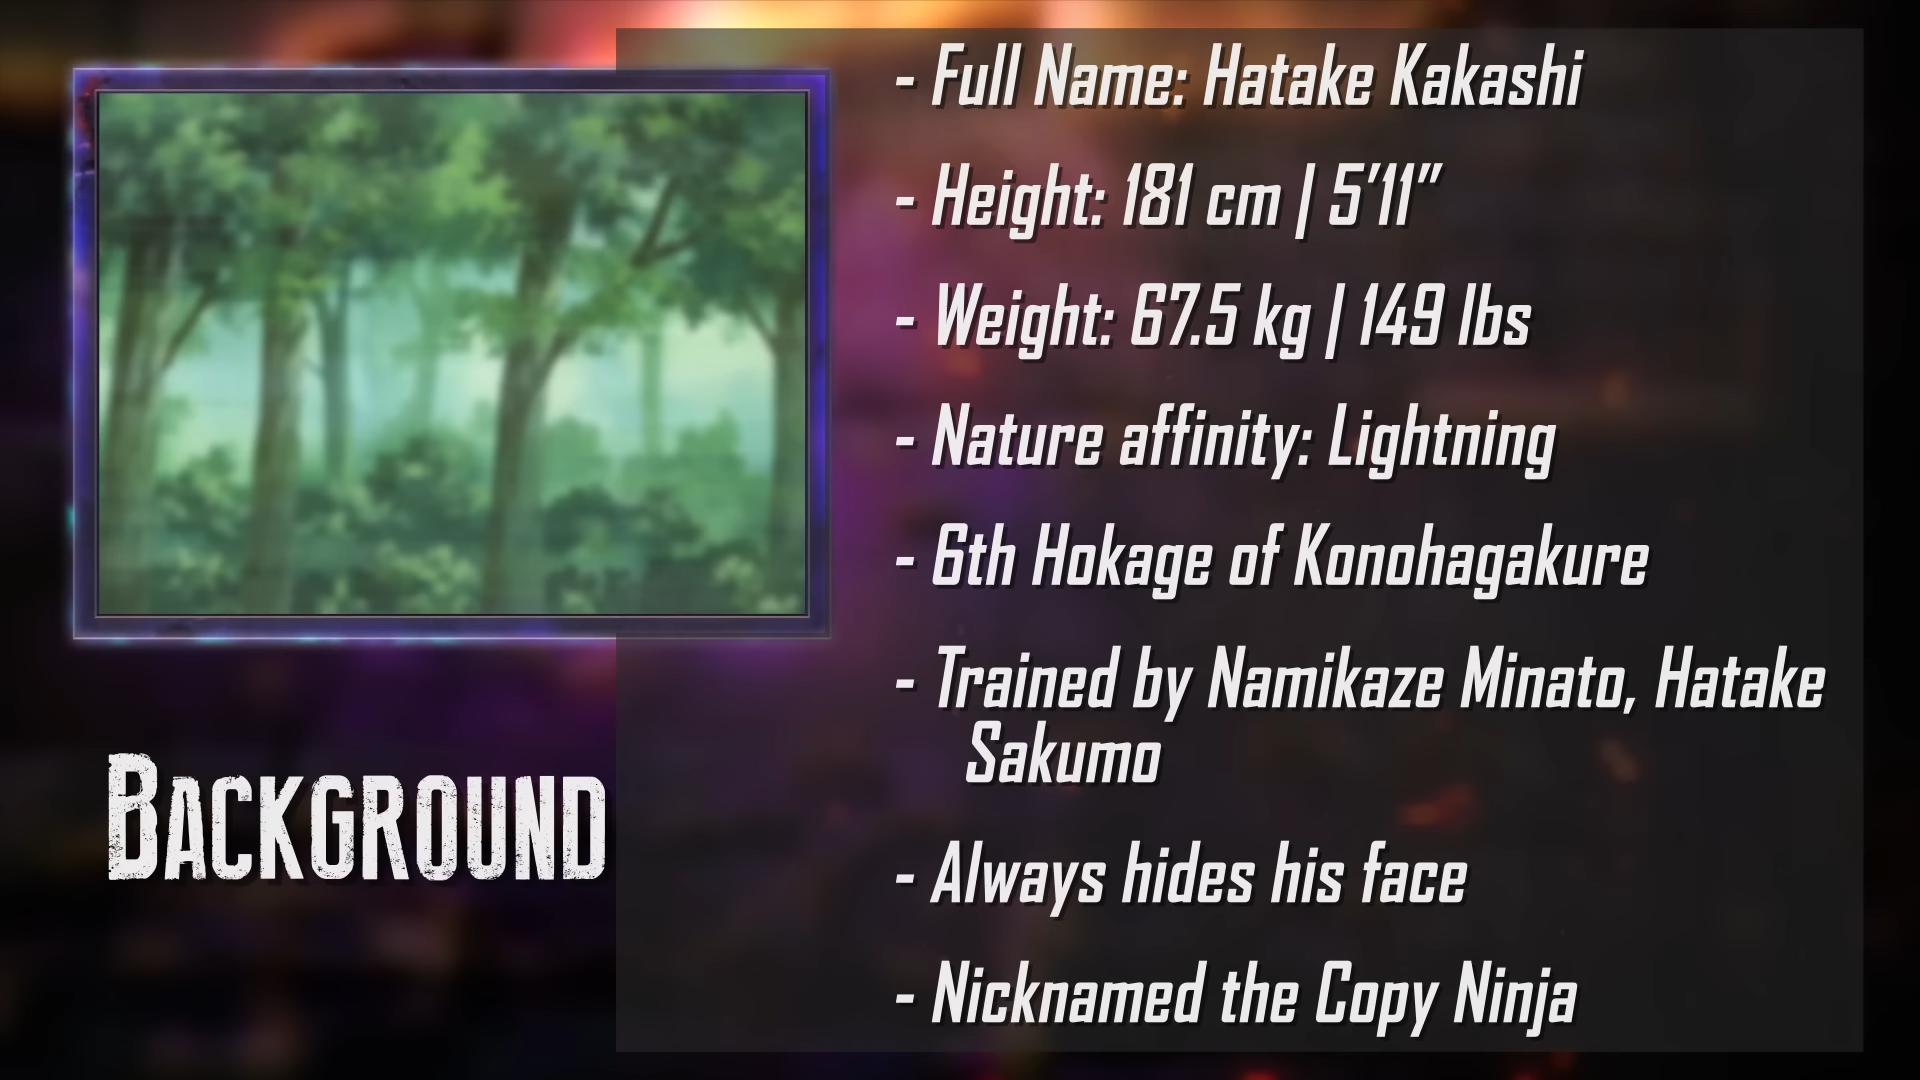 - Full Name: Hatake Kakashi
- Height: 181 cm | 5'11"
- Weight: 67.5 kg | 149 lbs
- Nature affinity: Lightning
- 6th Hokage of Konohagakure
- Trained by Namikaze Minato, Hatake
Sakumo
- Always hides his face
- Nicknamed the Copy Ninja
Background